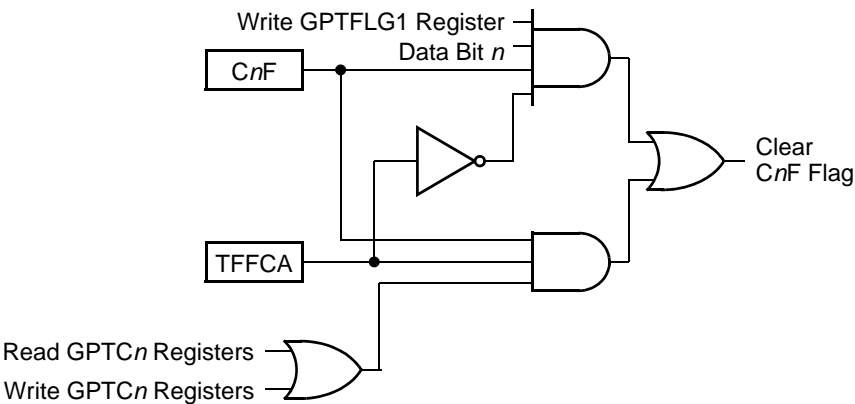 Write GPTFLG1 Register
Data Bit n
CnF
Clear
CnF Flag
TFFCA
Read GPTCn Registers
Write GPTCn Registers